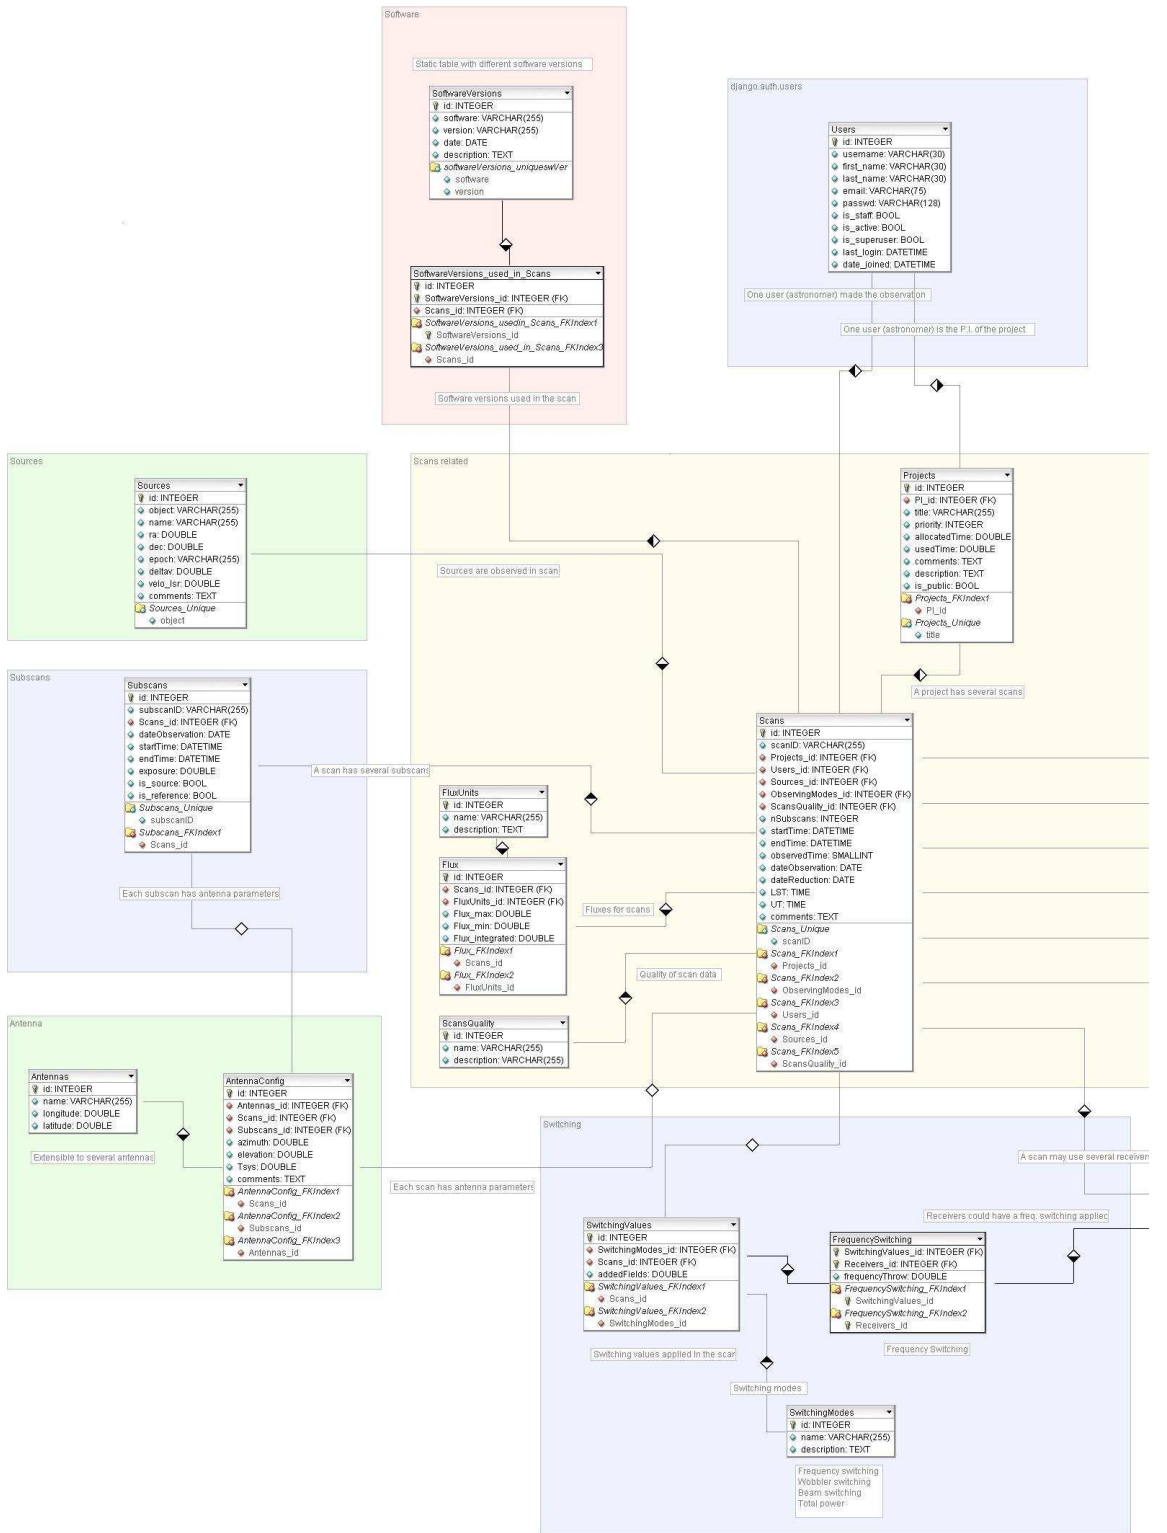 Software
Static table with different software versions
SoftwareVersions
id: INTEGER
software: VARCHAR(255)
version: VARCHAR(255)
date: DATE
description: TEXT
softwareVersions_uniqueswVer
software
version
SoftwareVersions_used_in_Scans
id: INTEGER
SoftwareVersions_id: INTEGER (FK)
Scans_id: INTEGER (FK)
SoftwareVersions_usedin_Scans_FKIndex1
SoftwareVersions_id
SoftwareVersions_used_in_Scans_FKIndex3
Scans_id
Software versions used in the scan
django.auth.users
Users
id: INTEGER
username: VARCHAR(30)
first_name: VARCHAR(30)
last_name: VARCHAR(30)
email: VARCHAR(75)
passwd: VARCHAR(128)
is_staff: BOOL
is_active: BOOL
is_superuser: BOOL
last_login: DATETIME
date_joined: DATETIME
One user (astronomer) made the observation
One user (astronomer) is the P.I. of the project
Sources
Sources
id: INTEGER
object: VARCHAR(255)
name: VARCHAR(255)
ra: DOUBLE
dec: DOUBLE
epoch: VARCHAR(255)
deltav: DOUBLE
velo_lsr: DOUBLE
comments: TEXT
Sources_Unique
object
Scans related
Sources are observed in scan
Projects
id: INTEGER
PI_id: INTEGER (FK)
title: VARCHAR(255)
priority: INTEGER
allocatedTime: DOUBLE
usedTime: DOUBLE
comments: TEXT
description: TEXT
is_public: BOOL
Projects_FKIndex1
PI_id
Projects_Unique
title
A project has several scans
Subscans
Subscans
id: INTEGER
subscanID: VARCHAR(255)
Scans_id: INTEGER (FK)
dateObservation: DATE
startTime: DATETIME
endTime: DATETIME
exposure: DOUBLE
is_source: BOOL
is_reference: BOOL
Subscans_Unique
subscanID
Subscans_FKIndex1
Scans_id
A scan has several subscans
Each subscan has antenna parameters
FluxUnits
id: INTEGER
name: VARCHAR(255)
description: TEXT
Flux
id: INTEGER
Scans_id: INTEGER (FK)
FluxUnits_id: INTEGER (FK)
Flux_max: DOUBLE
Flux_min: DOUBLE
Flux_integrated: DOUBLE
Flux_FKIndex1
Scans_id
Flux_FKIndex2
FluxUnits_id
Fluxes for scans
Quality of scan data
ScansQuality
id: INTEGER
name: VARCHAR(255)
description: VARCHAR(255)
Scans
id: INTEGER
scanID: VARCHAR(255)
Projects_id: INTEGER (FK)
Users_id: INTEGER (FK)
Sources_id: INTEGER (FK)
ObservingModes_id: INTEGER (FK)
ScansQuality_id: INTEGER (FK)
nSubscans: INTEGER
startTime: DATETIME
endTime: DATETIME
observedTime: SMALLINT
dateObservation: DATE
dateReduction: DATE
LST: TIME
UT: TIME
comments: TEXT
Scans_Unique
scanID
Scans_FKIndex1
Projects_id
Scans_FKIndex2
ObservingModes_id
Scans_FKIndex3
Users_id
Scans_FKIndex4
Sources_id
Scans_FKIndex5
ScansQuality_id
Antenna
Antennas
id: INTEGER
name: VARCHAR(255)
longitude: DOUBLE
latitude: DOUBLE
Extensible to several antennas
AntennaConfig
id: INTEGER
Antennas_id: INTEGER (FK)
Scans_id: INTEGER (FK)
Subscans_id: INTEGER (FK)
azimuth: DOUBLE
elevation: DOUBLE
Tsys: DOUBLE
comments: TEXT
AntennaConfig_FKIndex1
Scans_id
AntennaConfig_FKIndex2
Subscans_id
AntennaConfig_FKIndex3
Antennas_id
Each scan has antenna parameters
Switching
A scan may use several receivers
Receivers could have a freq. switching applied
SwitchingValues
id: INTEGER
SwitchingModes_id: INTEGER (FK)
Scans_id: INTEGER (FK)
addedFields: DOUBLE
SwitchingValues_FKIndex1
Scans_id
SwitchingValues_FKIndex2
SwitchingModes_id
Switching values applied in the scan
FrequencySwitching
SwitchingValues_id: INTEGER (FK)
Receivers_id: INTEGER (FK)
frequencyThrow: DOUBLE
FrequencySwitching_FKIndex1
SwitchingValues_id
FrequencySwitching_FKIndex2
Receivers_id
Frequency Switching
Switching modes
SwitchingModes
id: INTEGER
name: VARCHAR(255)
description: TEXT
Frequency switching
Wobbler switching
Beam switching
Total power